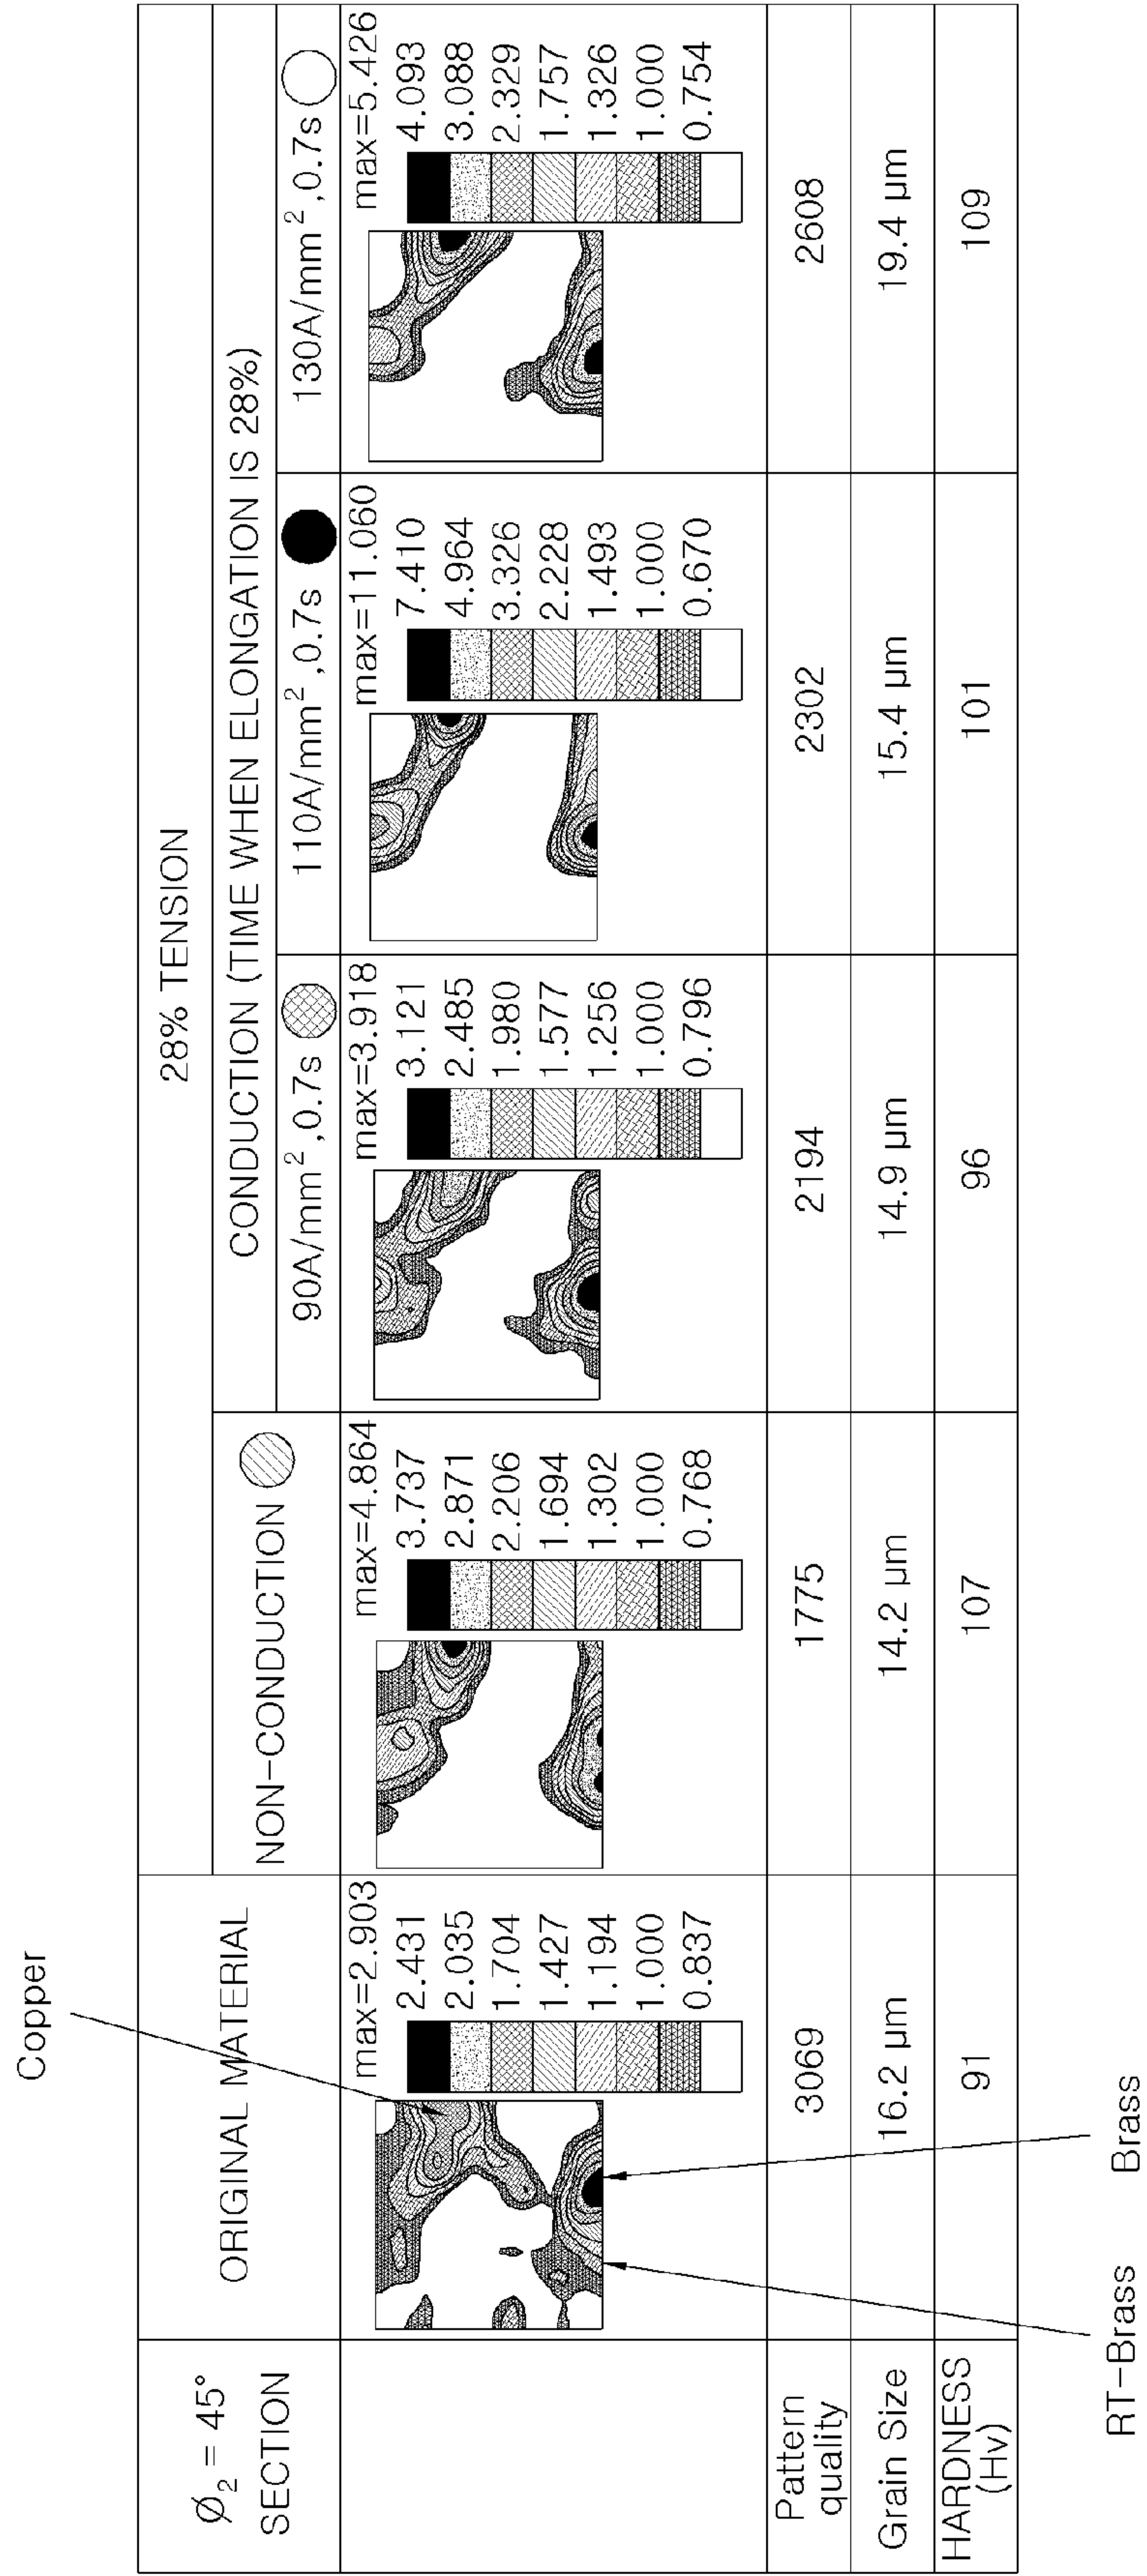 Copper
28% TENSION
ORIGINAL MATERIAL
NON-CONDUCTION
CONDUCTION (TIME WHEN ELONGATION IS 28%)
90A/mm²,0.7s
110A/mm²,0.7s
130A/mm²,0.7s
Ø₂ = 45°
SECTION
max=2.903
2.431
2.035
1.704
1.427
1.194
1.000
0.837
max=4.864
3.737
2.871
2.206
1.694
1.302
1.000
0.768
max=3.918
3.121
2.485
1.980
1.577
1.256
1.000
0.796
max=11.060
7.410
4.964
3.326
2.228
1.493
1.000
0.670
max=5.426
4.093
3.088
2.329
1.757
1.326
1.000
0.754
Pattern
quality
3069
1775
2194
2302
2608
Grain Size
16.2 µm
14.2 µm
14.9 µm
15.4 µm
19.4 µm
HARDNESS
(Hv)
91
107
96
101
109
RT-Brass
Brass